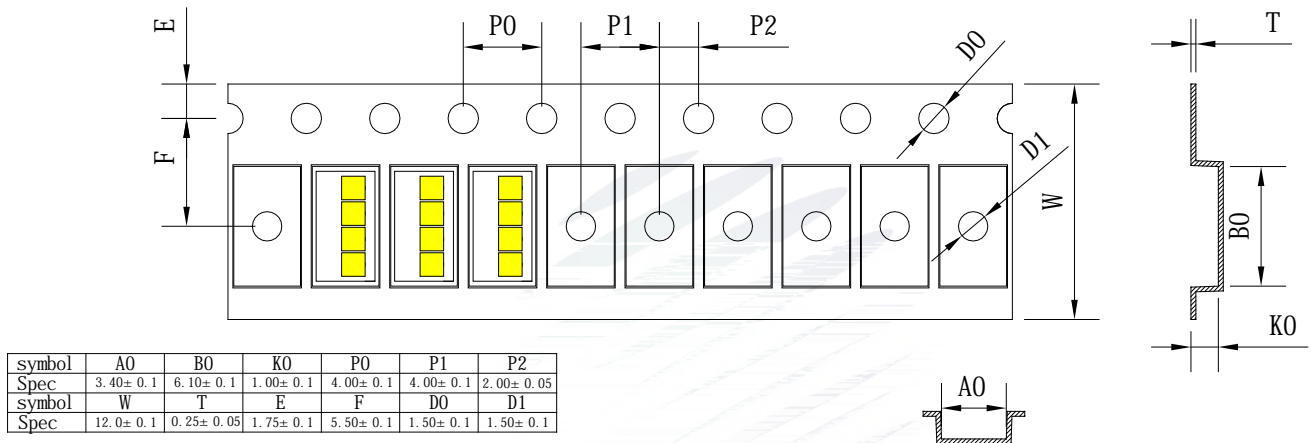 E P0 P1 P2 D0 T
F D1 W B0
K0
A0
symbol A0 B0 K0 P0 P1 P2
Spec 3.40± 0.1 6.10± 0.1 1.00± 0.1 4.00± 0.1 4.00± 0.1 2.00± 0.05
symbol W T E F D0 D1
Spec 12.0± 0.1 0.25± 0.05 1.75± 0.1 5.50± 0.1 1.50± 0.1 1.50± 0.1